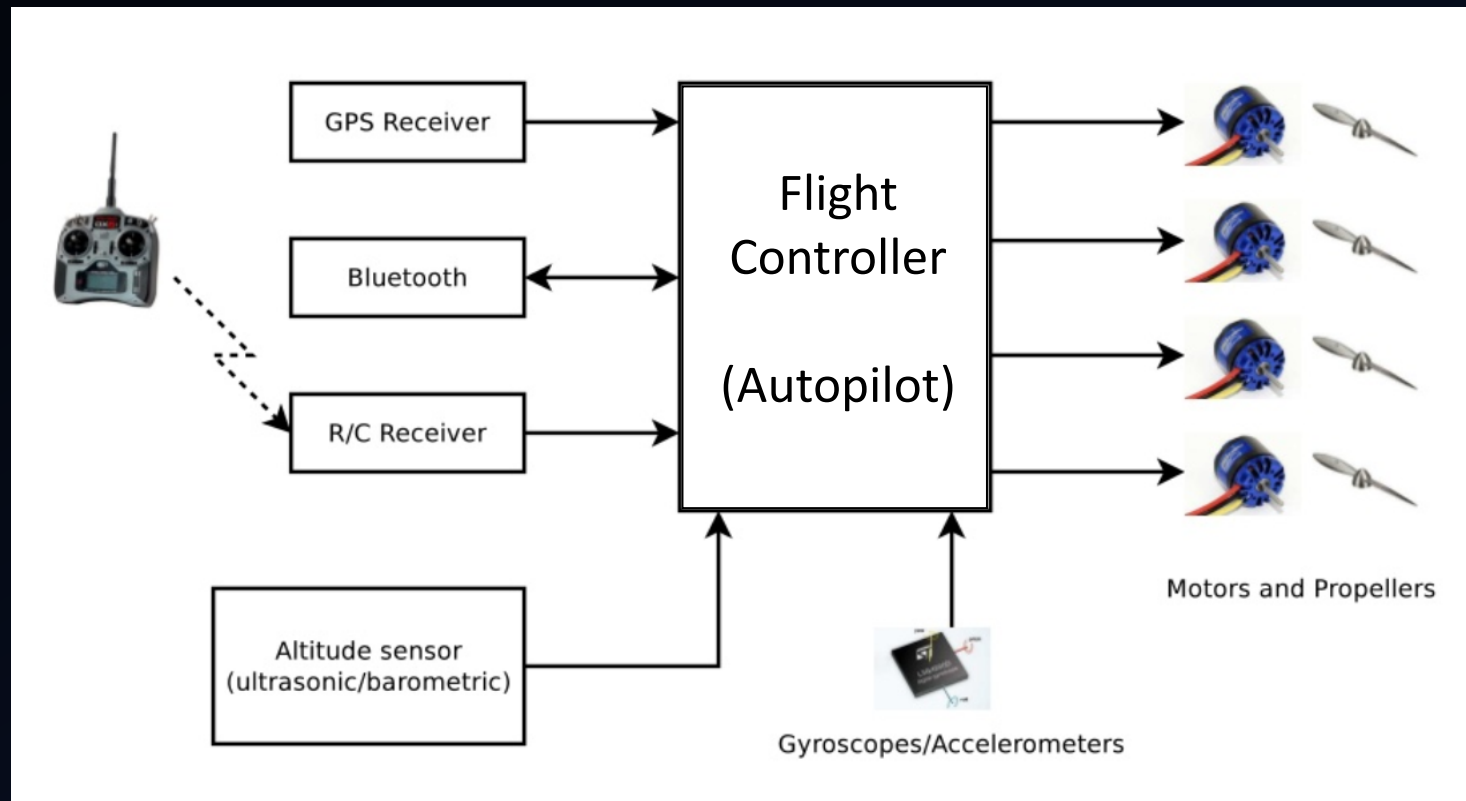 GPS Receiver
Bluetooth
R/C Receiver
Flight
Controller
(Autopilot)
Altitude sensor
(ultrasonic/barometric)
Gyroscopes/Accelerometers
Motors and Propellers